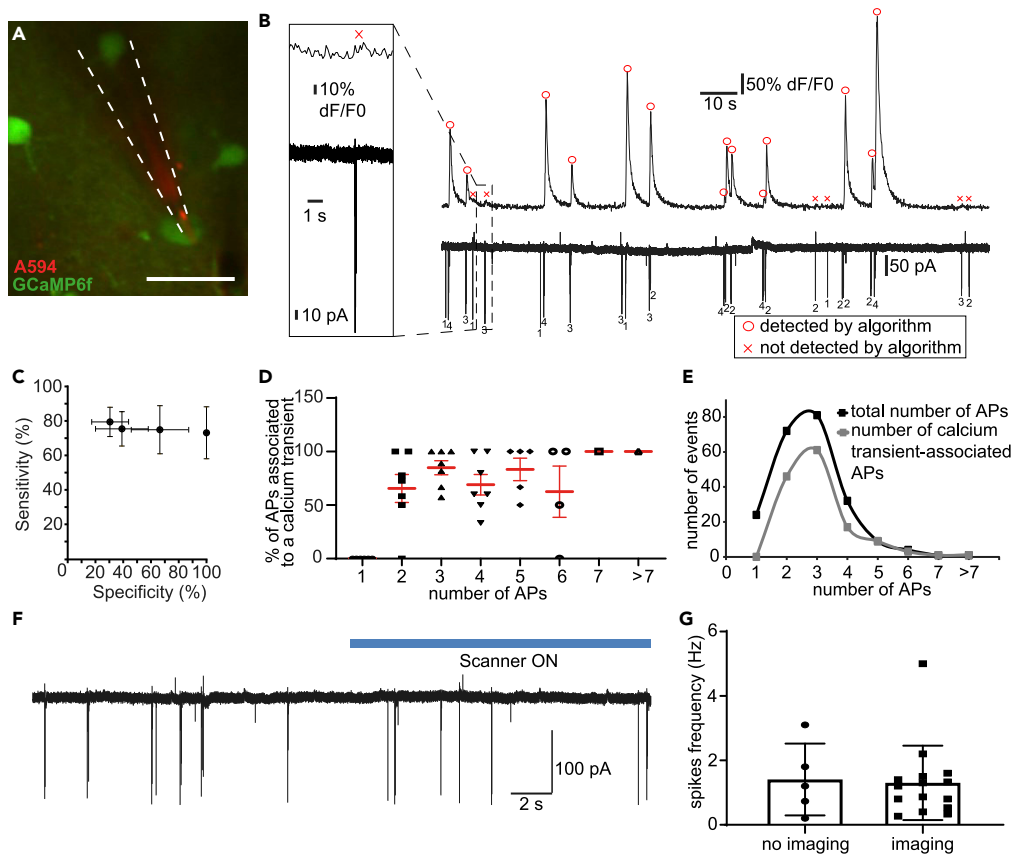 A
A594
GCaMP6f
B
10%
dF/F0
1 s
10 pA
10 s
50% dF/F0
50 pA
1 4 3 1 3 1 4 3 3 1 3 2 4 2 2 4 2 2 1 2 2 2 4 3 2
detected by algorithm
not detected by algorithm
C
Sensitivity (%)
100
80
60
40
20
0 20 40 60 80 100
Specificity (%)
D
% of APs associated
to a calcium transient
150
100
50
0
1 2 3 4 5 6 7 >7
number of APs
E
number of events
80
60
40
20
0
0 1 2 3 4 5 6 7 >7
number of APs
total number of APs
number of calcium
transient-associated
APs
F
Scanner ON
100 pA
2 s
G
spikes frequency (Hz)
6
4
2
0
no imaging imaging